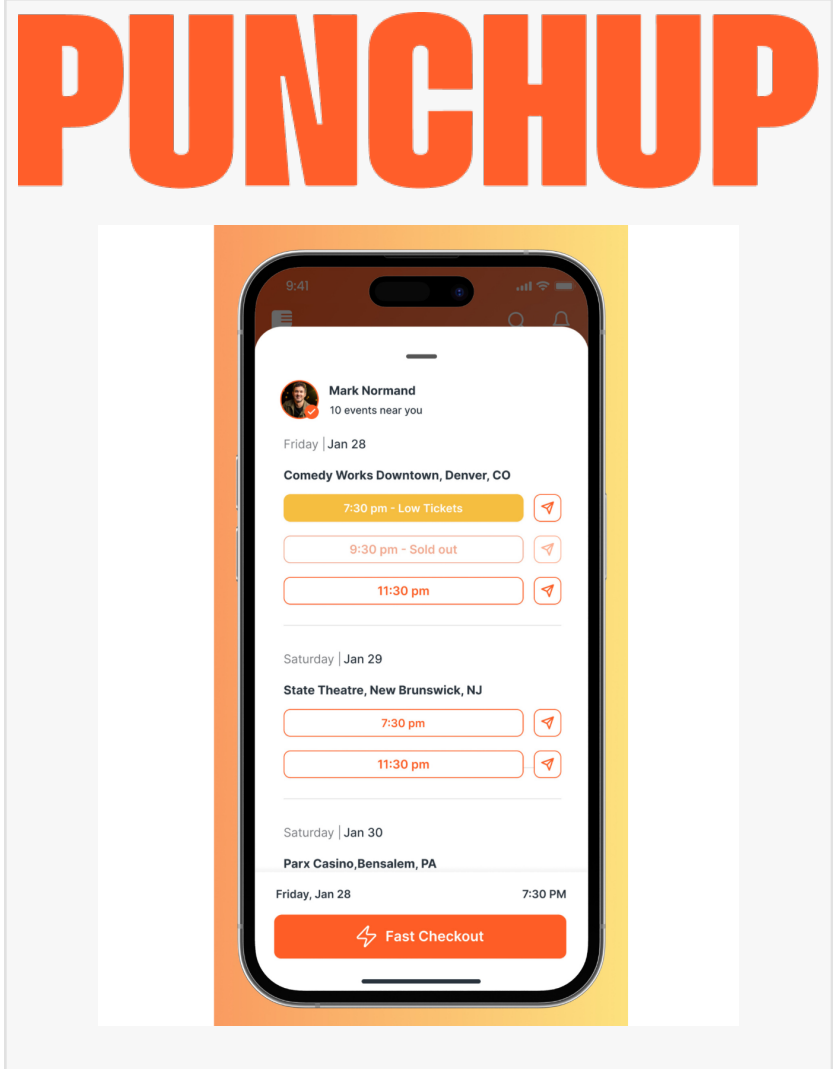 PUNCHUP
9:41
Mark Normand
10 events near you
Friday | Jan 28
Comedy Works Downtown, Denver, CO
7:30 pm - Low Tickets
9:30 pm - Sold out
11:30 pm
Saturday | Jan 29
State Theatre, New Brunswick, NJ
7:30 pm
11:30 pm
Saturday | Jan 30
Parx Casino,Bensalem, PA
Friday, Jan 28 7:30 PM
Fast Checkout